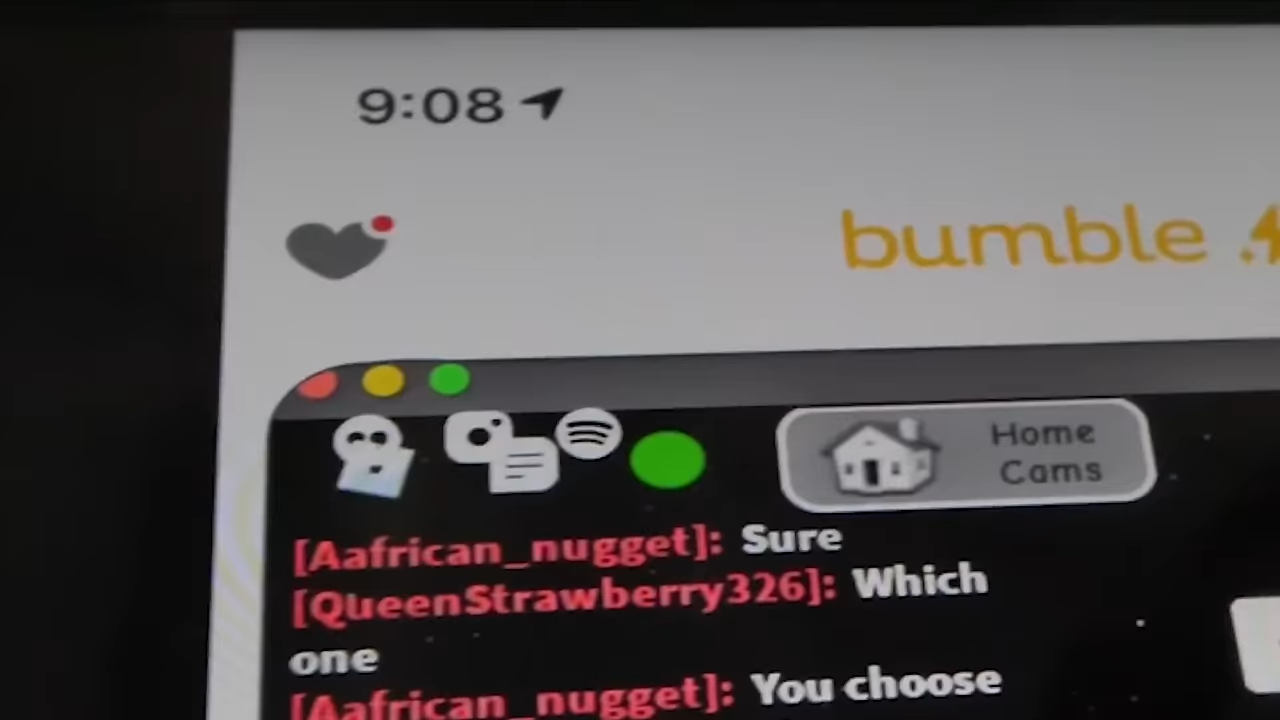 9:08
bumble
Home
Cams
[Aafrican_nugget]: Sure
[QueenStrawberry326]: Which
one
[Aafrican_nugget]: You choose